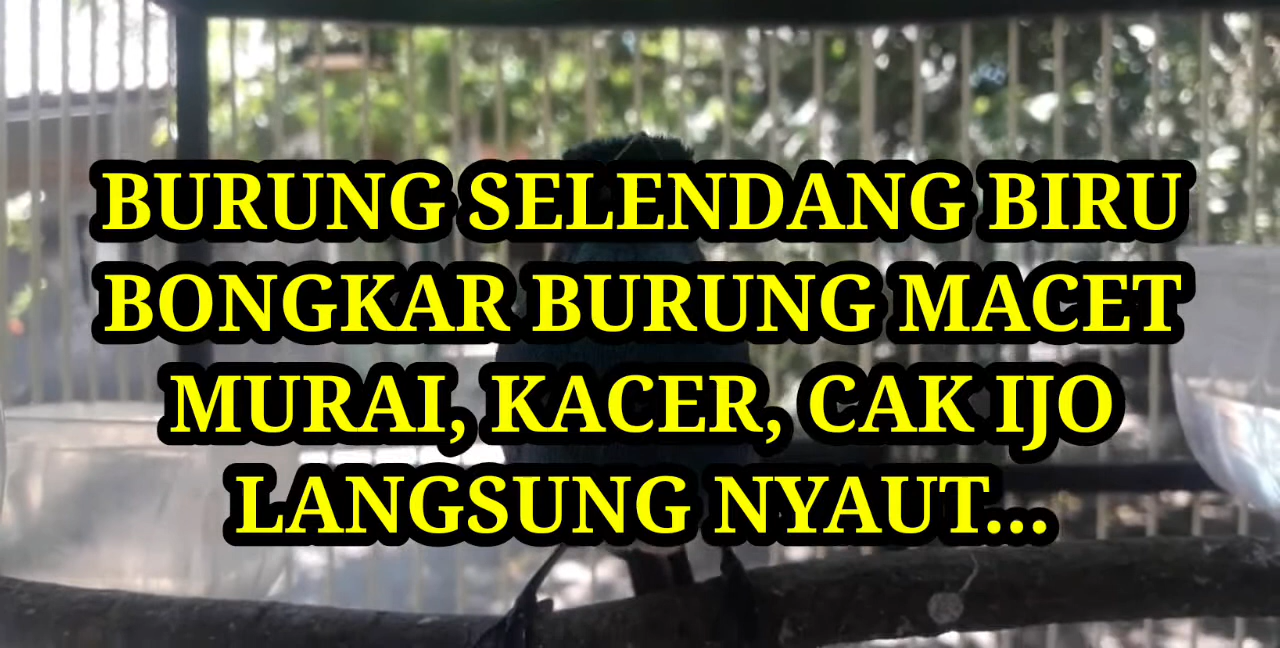 BURUNG SELENDANG BIRU
BONGKAR BURUNG MACET
MURAI, KACER, CAK IJO
LANGSUNG NYAUT...